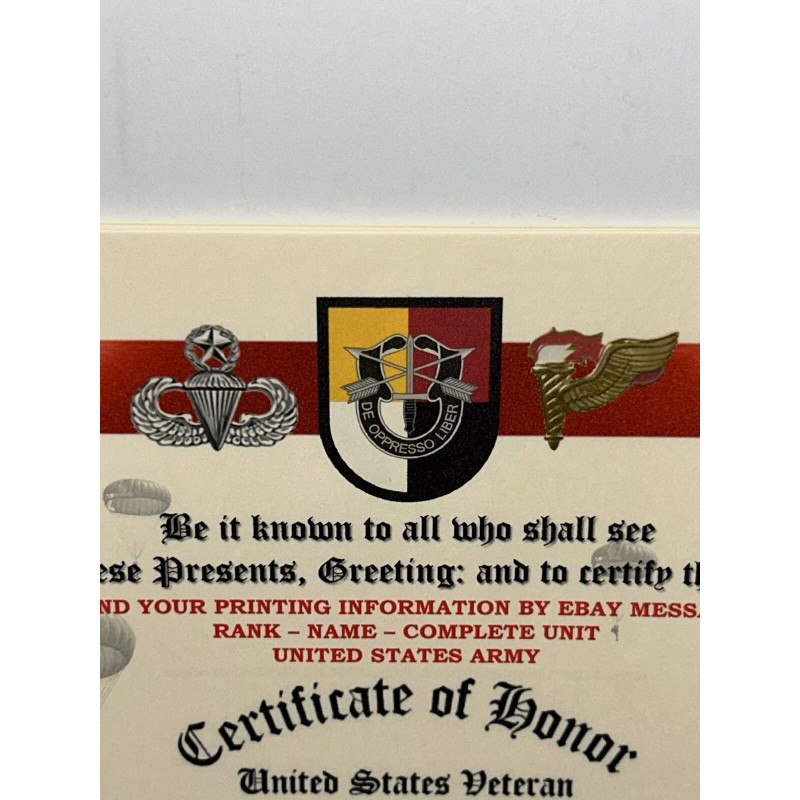 DE OPPRESSO LIBER
Be it known to all who shall see
ese Presents, Greeting: and to certify th
ND YOUR PRINTING INFORMATION BY EBAY MESSA
RANK – NAME – COMPLETE UNIT
UNITED STATES ARMY
Certificate of Honor
United States Veteran